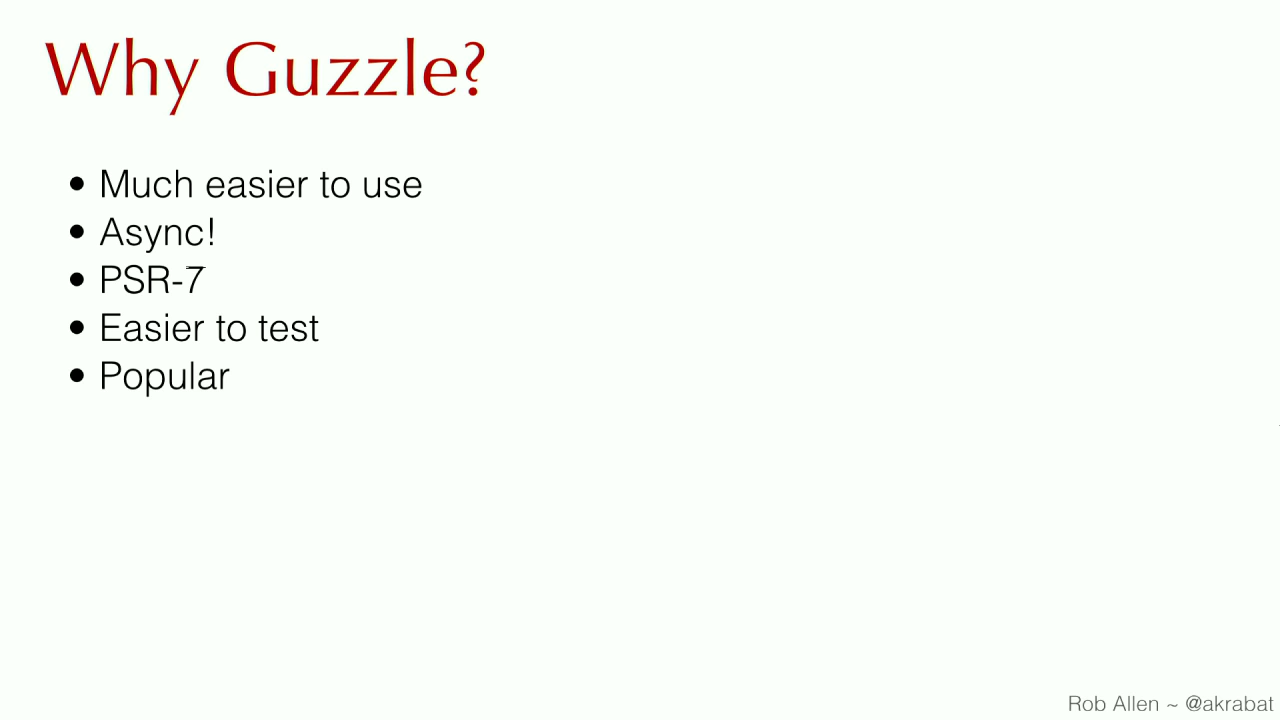 Why Guzzle?
• Much easier to use
• Async!
• PSR-7
• Easier to test
• Popular
Rob Allen ~ @akrabat